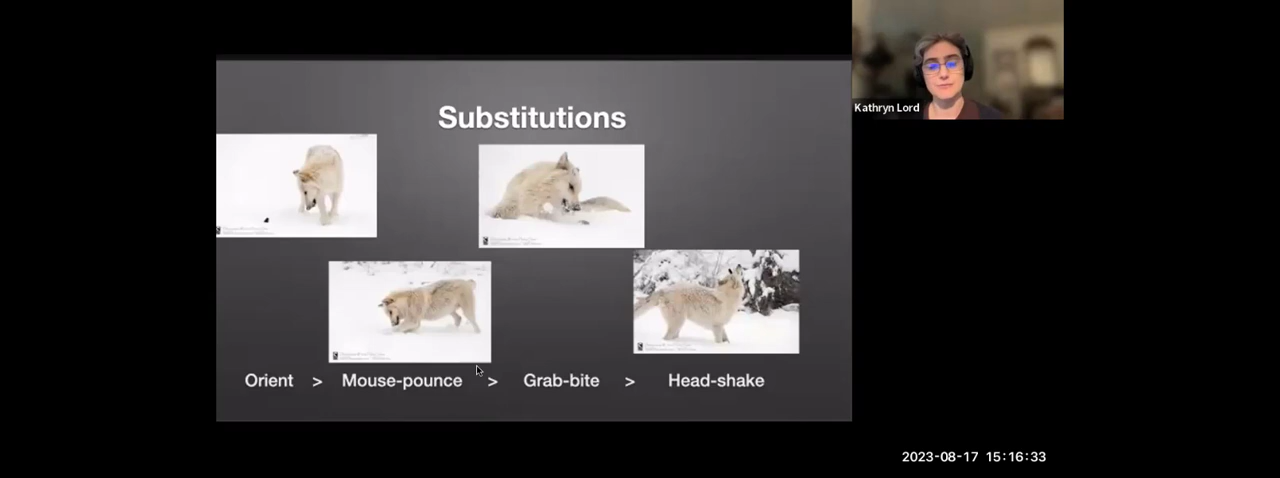 Kathryn Lord
Substitutions
Orient > Mouse-pounce > Grab-bite > Head-shake
2023-08-17 15:16:33